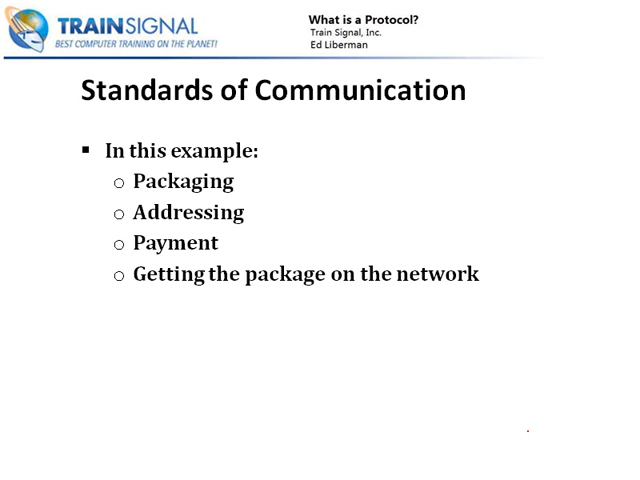 TRAINSIGNAL
BEST COMPUTER TRAINING ON THE PLANET!
What is a Protocol?
Train Signal, Inc.
Ed Liberman
Standards of Communication
▪ In this example:
o Packaging
o Addressing
o Payment
o Getting the package on the network